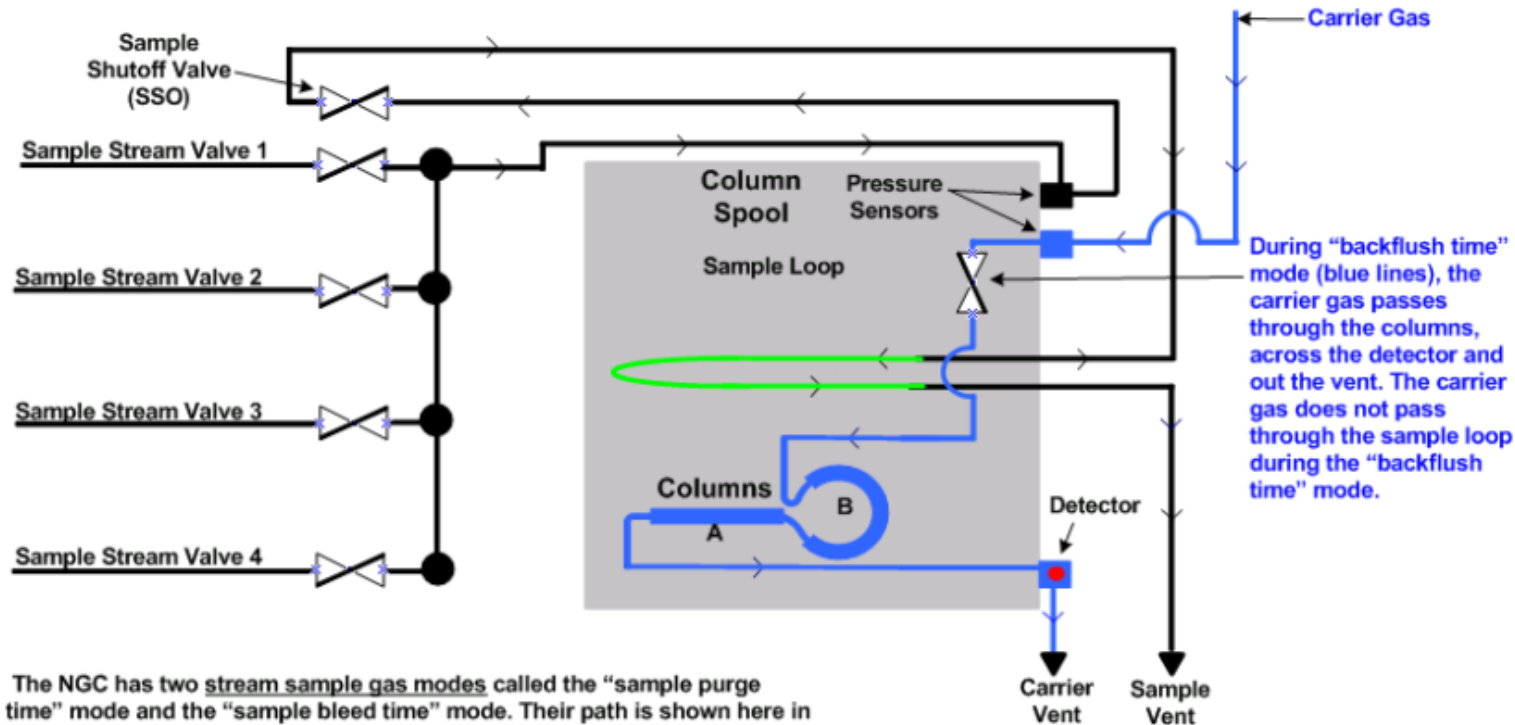 Carrier Gas
Sample
Shutoff Valve
(SSO)
Sample Stream Valve 1
Column
Spool
Pressure
Sensors
Sample Loop
During “backflush time”
mode (blue lines), the
carrier gas passes
through the columns,
across the detector and
out the vent. The carrier
gas does not pass
through the sample loop
during the “backflush
time” mode.
Sample Stream Valve 2
Sample Stream Valve 3
Columns
B
A
Detector
Sample Stream Valve 4
Carrier
Vent
Sample
Vent
The NGC has two stream sample gas modes called the “sample purge
time” mode and the “sample bleed time” mode. Their path is shown here in